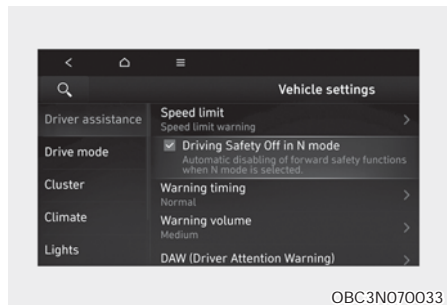 Vehicle settings
Driver assistance
Drive mode
Cluster
Climate
Lights
Speed limit
Speed limit warning
Driving Safety Off in N mode
Automatic disabling of forward safety functions
when N mode is selected.
Warning timing
Normal
Warning volume
Medium
DAW (Driver Attention Warning)
OBC3N070033